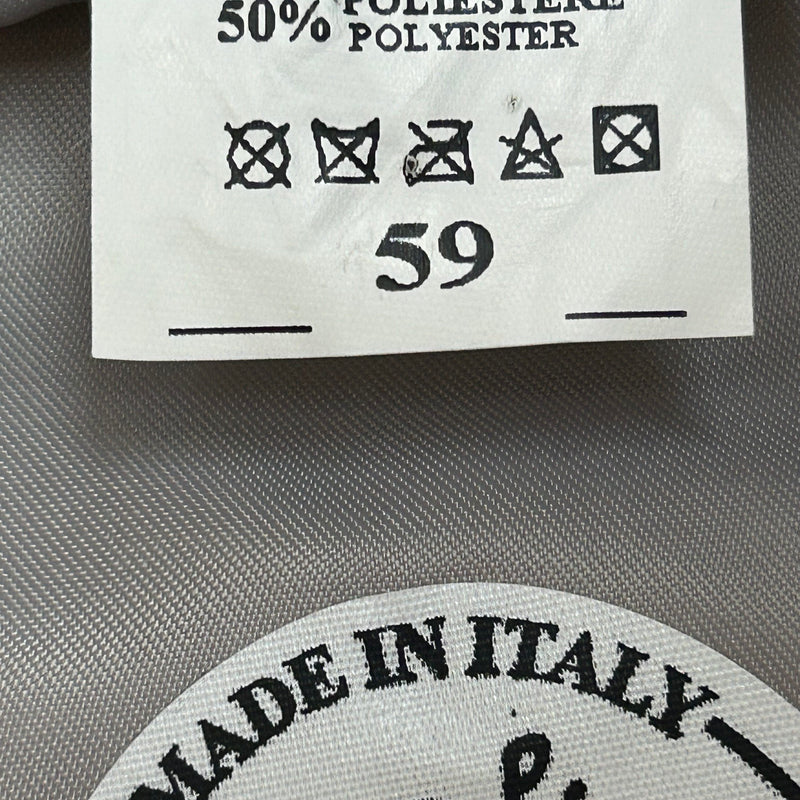 50% POLIESTERE
POLYESTER
59
MADE IN ITALY